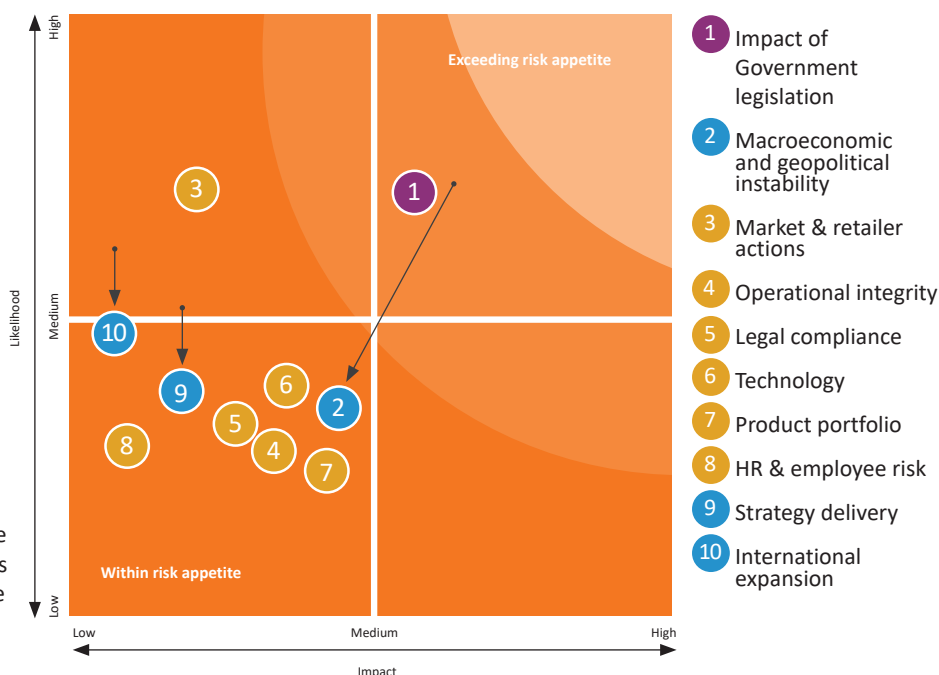 High
Medium
Low
Likelihood
Exceeding risk appetite
Within risk appetite
3
1
10
9
6
2
5
8
4
7
Low
Medium
High
Impact
1 Impact of
Government
legislation
2 Macroeconomic
and geopolitical
instability
3 Market & retailer
actions
4 Operational integrity
5 Legal compliance
6 Technology
7 Product portfolio
8 HR & employee risk
9 Strategy delivery
10 International
expansion